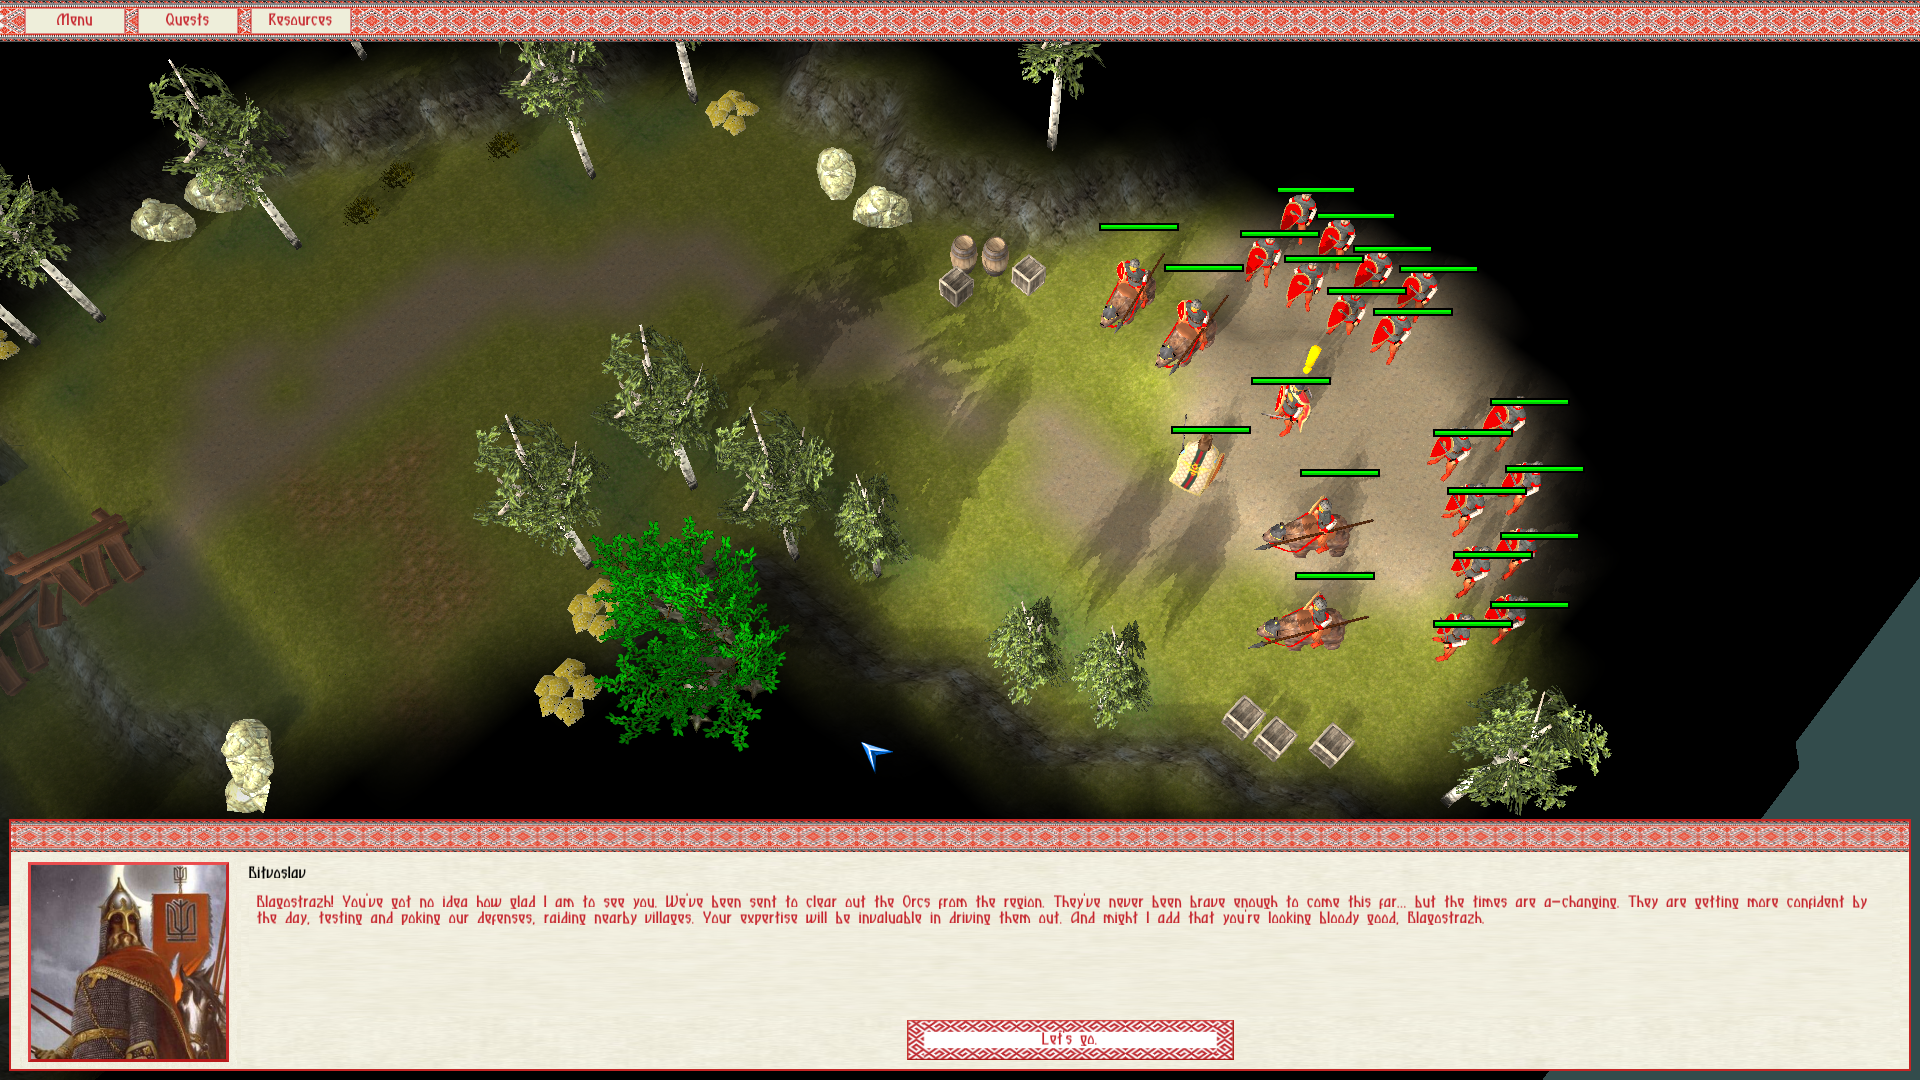 Menu
Quests
Resources
Bitvoslav
Blagostrazh! You've got no idea how glad I am to see you. We've been sent to clear out the Orcs from the region. They've never been brave enough to come this far... but the times are a-changing. They are getting more confident by
the day, testing and poking our defenses, raiding nearby villages. Your expertise will be invaluable in driving them out. And might I add that you're looking bloody good, Blagostrazh.
Let's go.